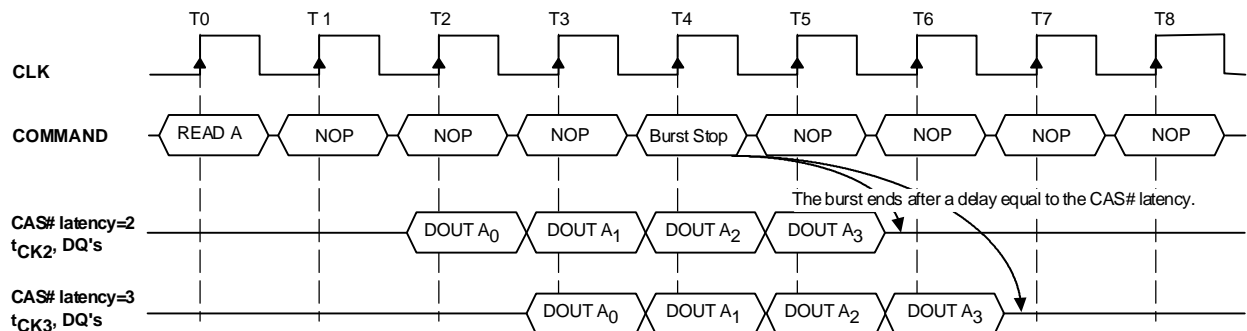 T0 T 1 T2 T3 T4 T5 T6 T7 T8
CLK
COMMAND READ A NOP NOP NOP Burst Stop NOP NOP NOP NOP
The burst ends after a delay equal to the CAS# latency.
CAS# latency=2
tCK2, DQ's DOUT A0 DOUT A1 DOUT A2 DOUT A3
CAS# latency=3
tCK3, DQ's DOUT A0 DOUT A1 DOUT A2 DOUT A3